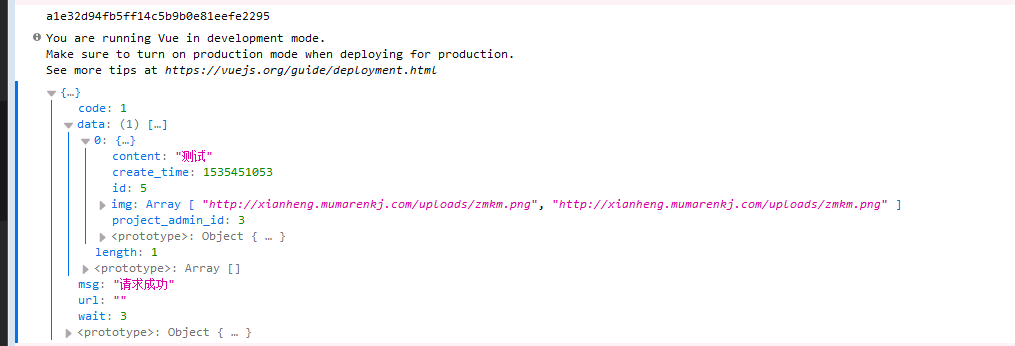 a1e32d94fb5ff14c5b9b0e81eefe2295
You are running Vue in development mode.
Make sure to turn on production mode when deploying for production.
See more tips at https://vuejs.org/guide/deployment.html
{…}
code: 1
data: (1) […]
0: {…}
content: "测试"
create_time: 1535451053
id: 5
img: Array [ "http://xianheng.mumarenkj.com/uploads/zmkm.png", "http://xianheng.mumarenkj.com/uploads/zmkm.png" ]
project_admin_id: 3
<prototype>: Object { … }
length: 1
<prototype>: Array []
msg: "请求成功"
url: ""
wait: 3
<prototype>: Object { … }